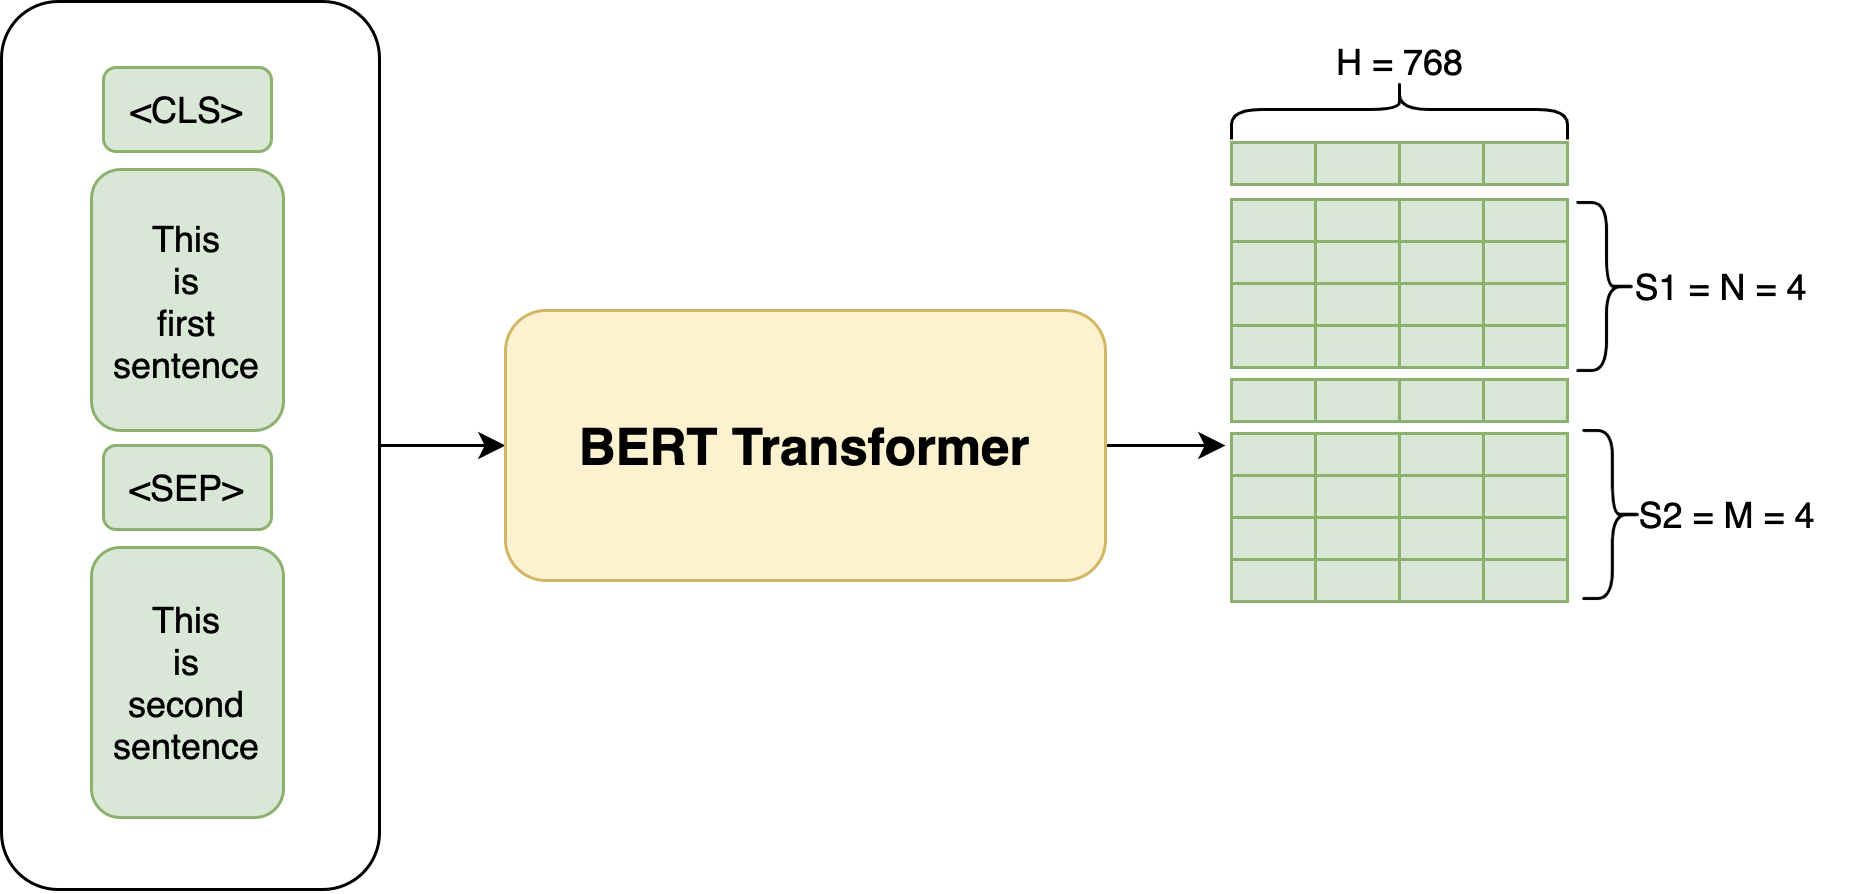 <CLS>
This
is
first
sentence
<SEP>
This
is
second
sentence
BERT Transformer
H = 768
S1 = N = 4
S2 = M = 4